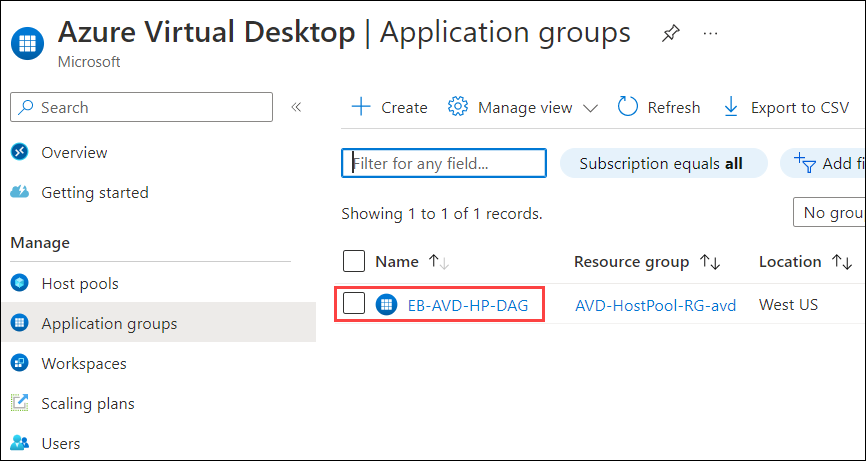 Azure Virtual Desktop | Application groups
Microsoft
Search
Overview
Getting started
Manage
Host pools
Application groups
Workspaces
Scaling plans
Users
Create
Manage view
Refresh
Export to CSV
Filter for any field...
Subscription equals all
Add fi
Showing 1 to 1 of 1 records.
No grou
Name Resource group Location
EB-AVD-HP-DAG AVD-HostPool-RG-avd West US